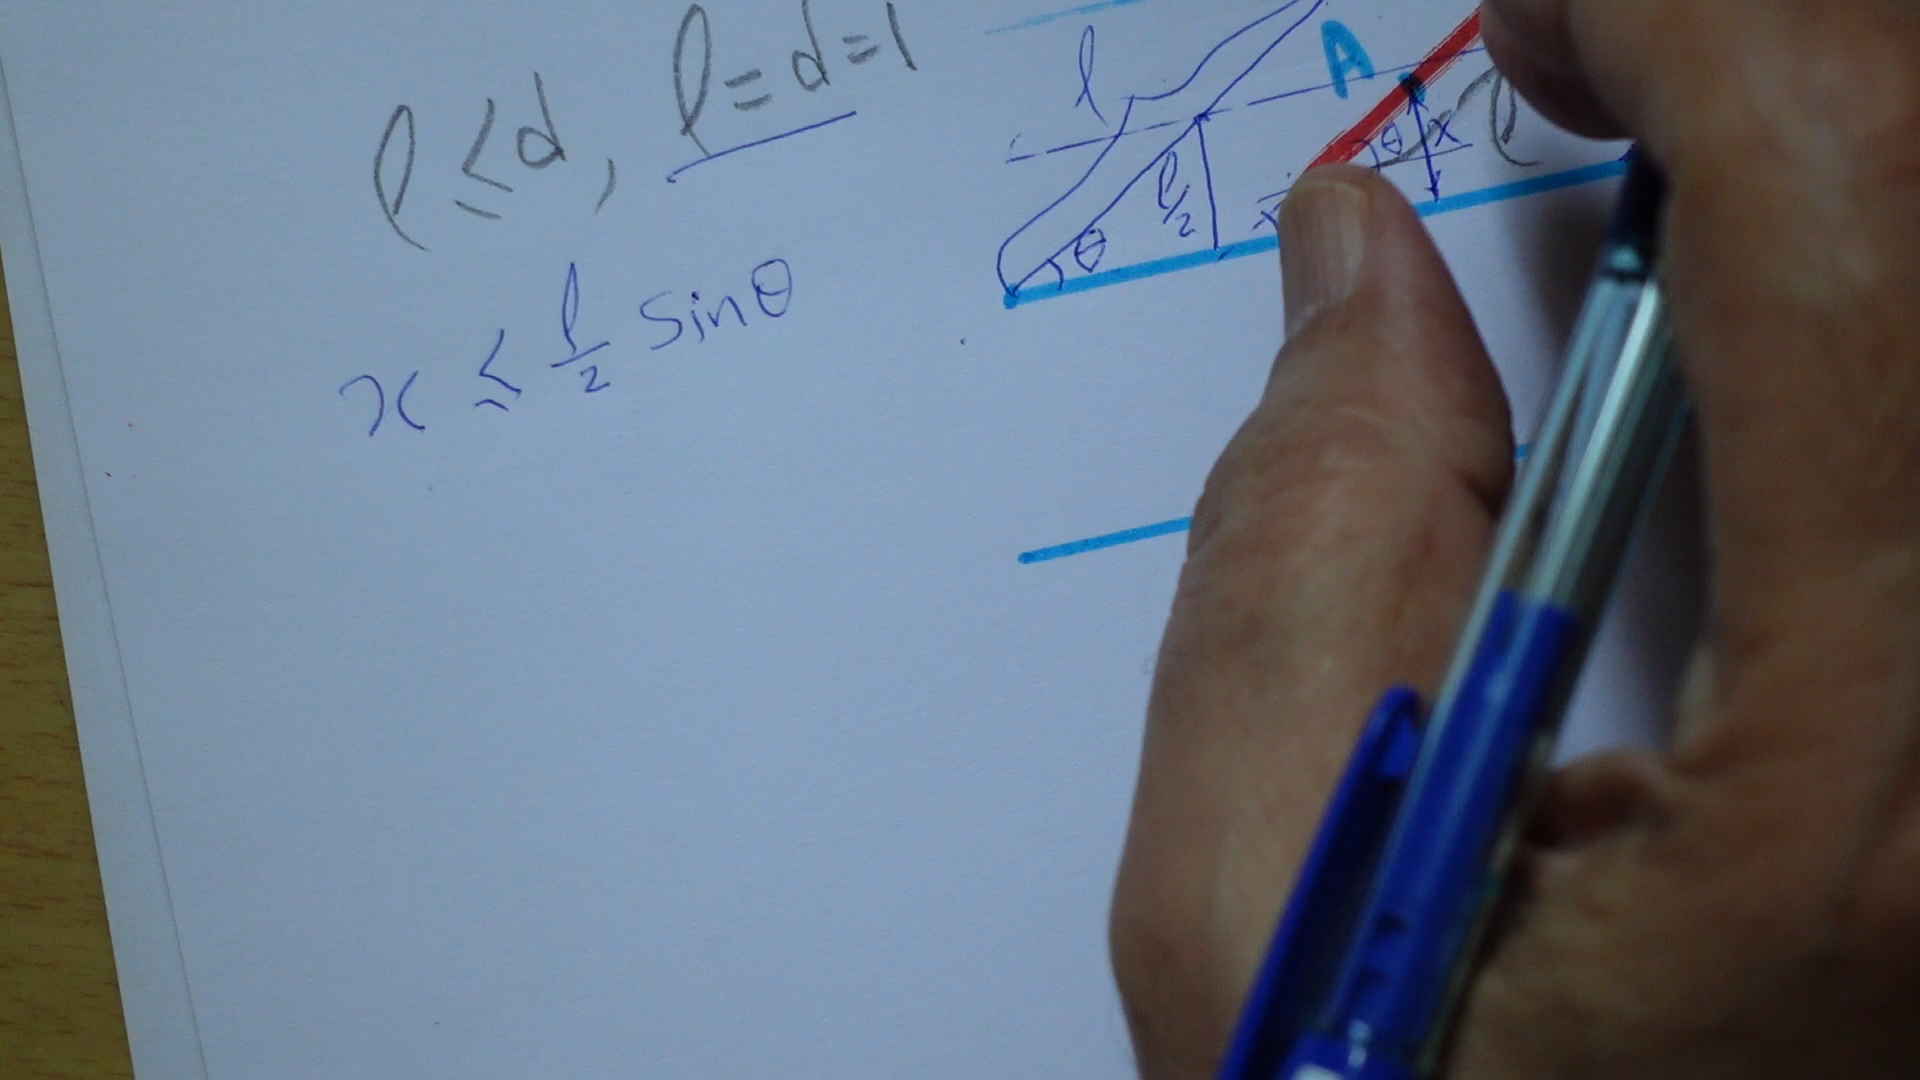 l ≤ d, l = d = 1
x ≤ l/2 sinθ
l
A
θ
x
l
l/2
θ